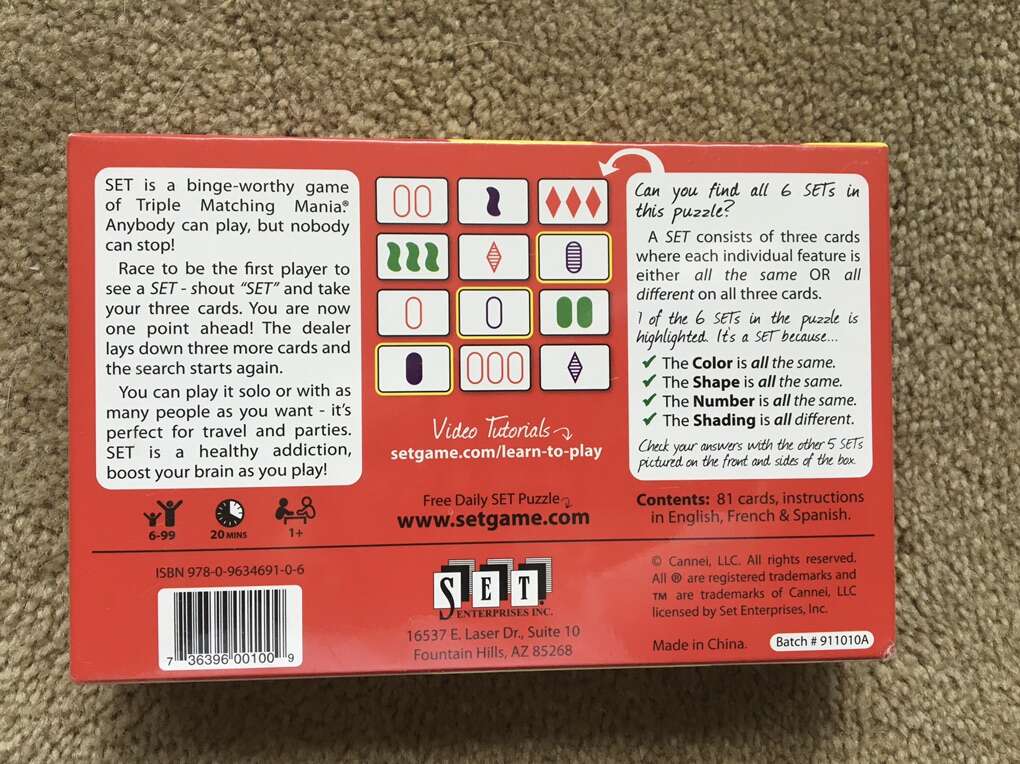 SET is a binge-worthy game
of Triple Matching Mania®
Anybody can play, but nobody
can stop!
Race to be the first player to
see a SET - shout "SET" and take
your three cards. You are now
one point ahead! The dealer
lays down three more cards and
the search starts again.
You can play it solo or with as
many people as you want - it's
perfect for travel and parties.
SET is a healthy addiction,
boost your brain as you play!
6-99
20 MINS
1+
Video Tutorials
setgame.com/learn-to-play
Free Daily SET Puzzle
www.setgame.com
Can you find all 6 SETs in
this puzzle?
A SET consists of three cards
where each individual feature is
either all the same OR all
different on all three cards.
1 of the 6 SETs in the puzzle is
highlighted. It's a SET because...
✓ The Color is all the same.
✓ The Shape is all the same.
✓ The Number is all the same.
✓ The Shading is all different.
Check your answers with the other 5 SETs
pictured on the front and sides of the box.
Contents: 81 cards, instructions
in English, French & Spanish.
ISBN 978-0-9634691-0-6
7 36396 00100 9
SET®
ENTERPRISES INC.
16537 E. Laser Dr., Suite 10
Fountain Hills, AZ 85268
© Cannei, LLC. All rights reserved.
All ® are registered trademarks and
TM are trademarks of Cannei, LLC
licensed by Set Enterprises, Inc.
Made in China.
Batch # 911010A